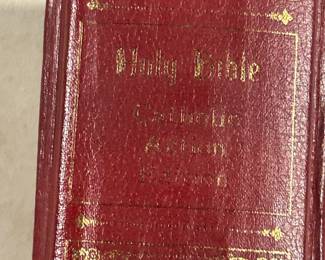 Holy Bible
Catholic
Action
Edition